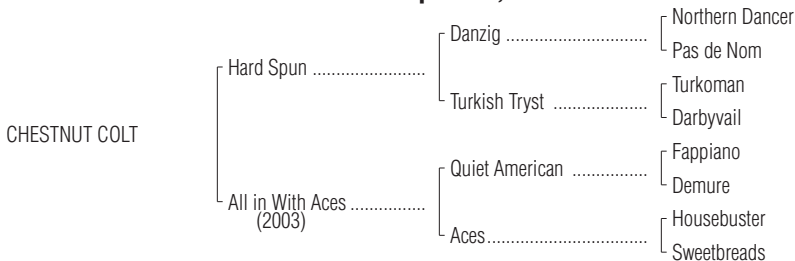 Northern Dancer
Danzig ................................
Pas de Nom
Hard Spun .........................
Turkoman
Turkish Tryst .....................
Darbyvail
CHESTNUT COLT
Fappiano
Quiet American .................
Demure
All in With Aces .................
(2003)
Housebuster
Aces....................................
Sweetbreads